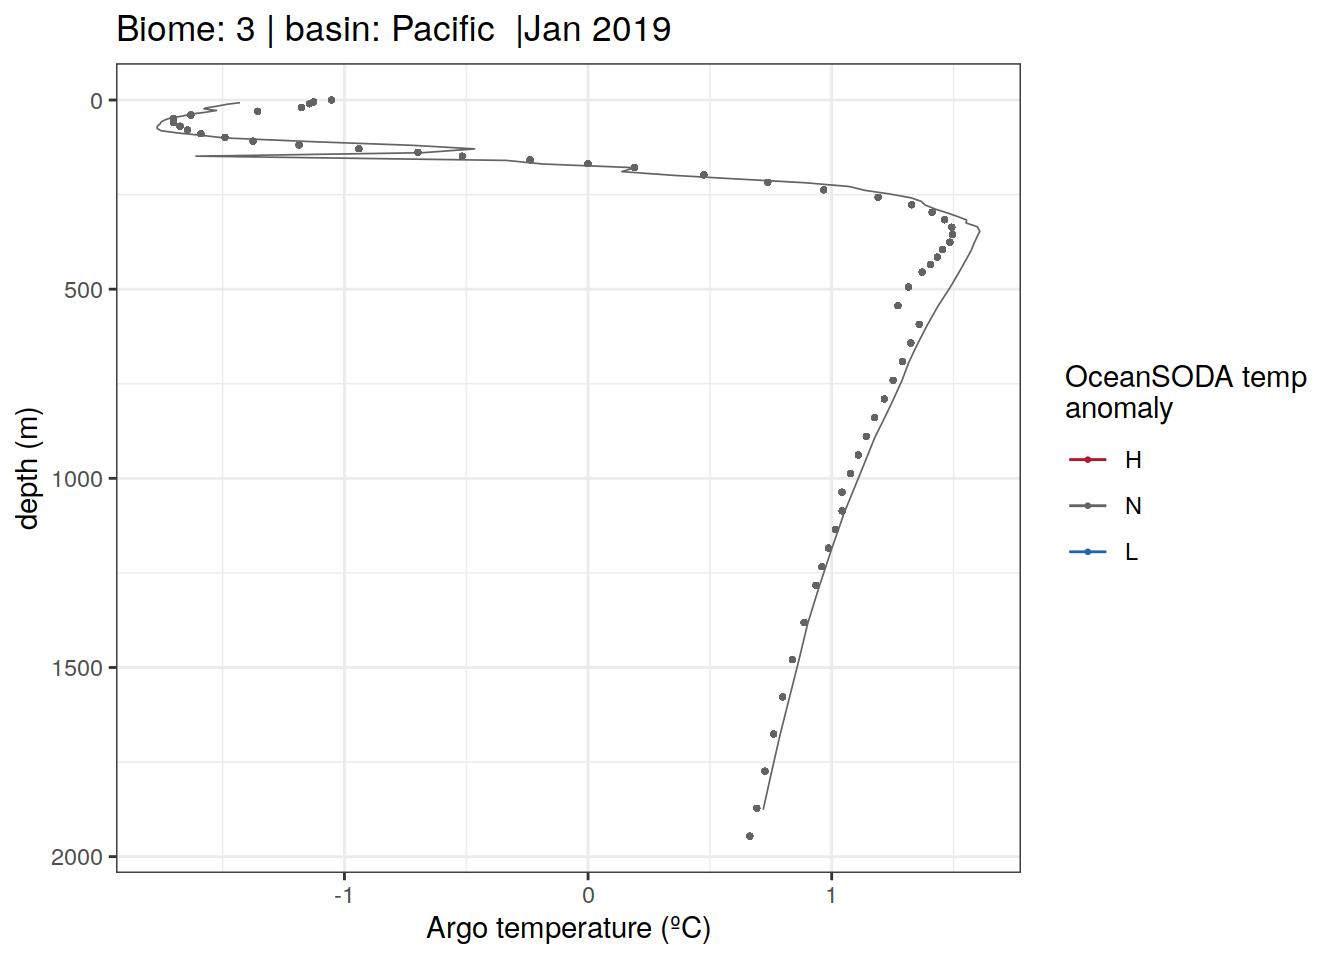 Biome: 3 | basin: Pacific  |Jan 2019
0
500
1000
1500
2000
depth (m)
-1
0
1
Argo temperature (ºC)
OceanSODA temp
anomaly
H
N
L